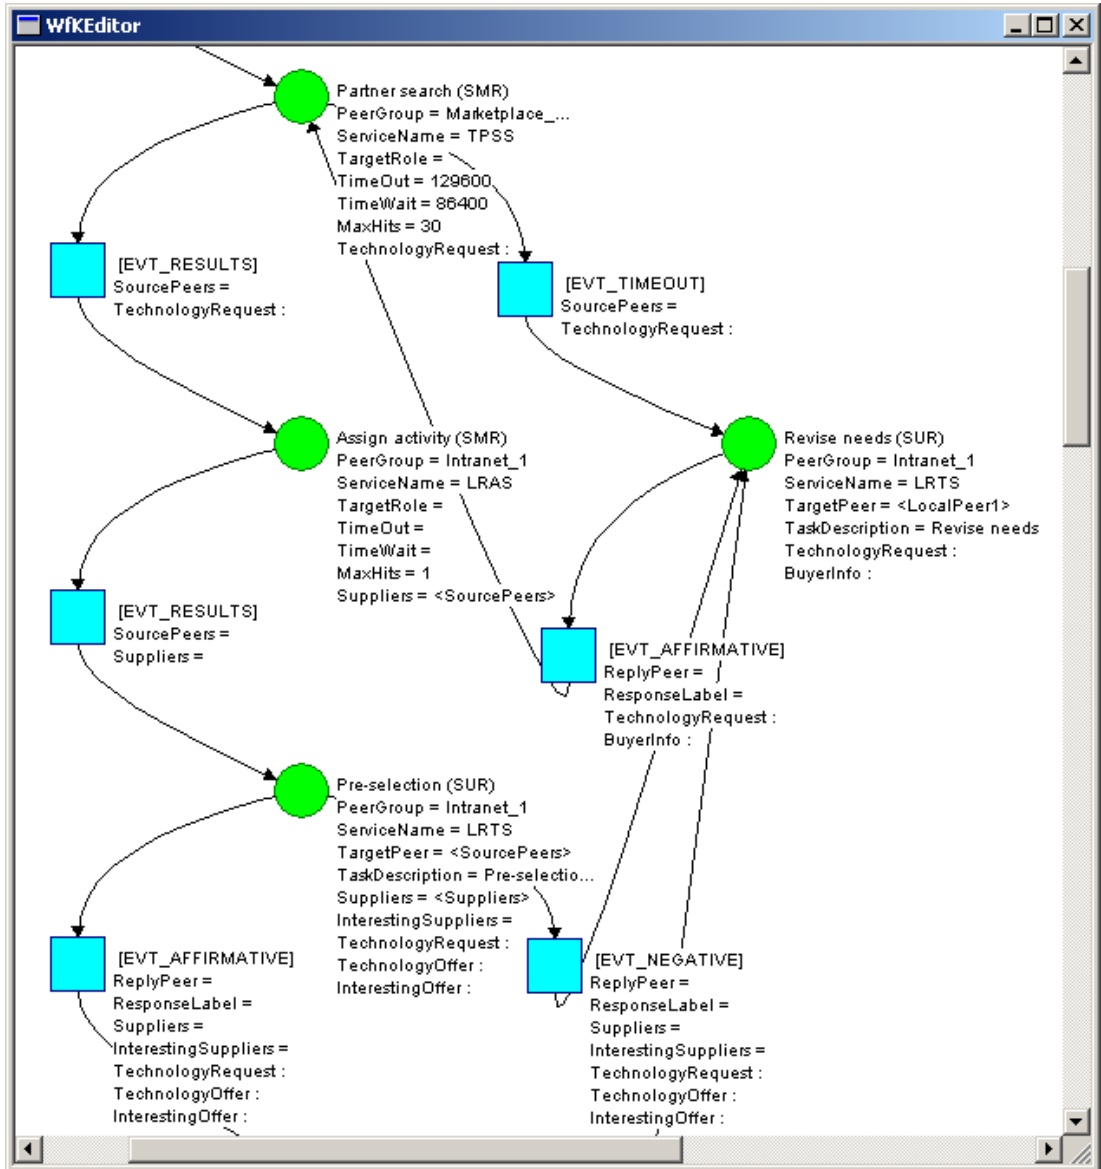 WfKEditor
Partner search (SMR)
PeerGroup = Marketplace_...
ServiceName = TPSS
TargetRole =
TimeOut = 129600
TimeWait = 86400
MaxHits = 30
TechnologyRequest :
[EVT_RESULTS]
SourcePeers =
TechnologyRequest :
[EVT_TIMEOUT]
SourcePeers =
TechnologyRequest :
Assign activity (SMR)
PeerGroup = Intranet_1
ServiceName = LRAS
TargetRole =
TimeOut =
TimeWait =
MaxHits = 1
Suppliers = <SourcePeers>
Revise needs (SUR)
PeerGroup = Intranet_1
ServiceName = LRTS
TargetPeer = <LocalPeer1>
TaskDescription = Revise needs
TechnologyRequest :
BuyerInfo :
[EVT_RESULTS]
SourcePeers =
Suppliers =
[EVT_AFFIRMATIVE]
ReplyPeer =
ResponseLabel =
TechnologyRequest :
BuyerInfo :
Pre-selection (SUR)
PeerGroup = Intranet_1
ServiceName = LRTS
TargetPeer = <SourcePeers>
TaskDescription = Pre-selectio...
Suppliers = <Suppliers>
InterestingSuppliers =
TechnologyRequest :
TechnologyOffer :
InterestingOffer :
[EVT_AFFIRMATIVE]
ReplyPeer =
ResponseLabel =
Suppliers =
InterestingSuppliers =
TechnologyRequest :
TechnologyOffer :
InterestingOffer :
[EVT_NEGATIVE]
ReplyPeer =
ResponseLabel =
Suppliers =
InterestingSuppliers =
TechnologyRequest :
TechnologyOffer :
InterestingOffer :